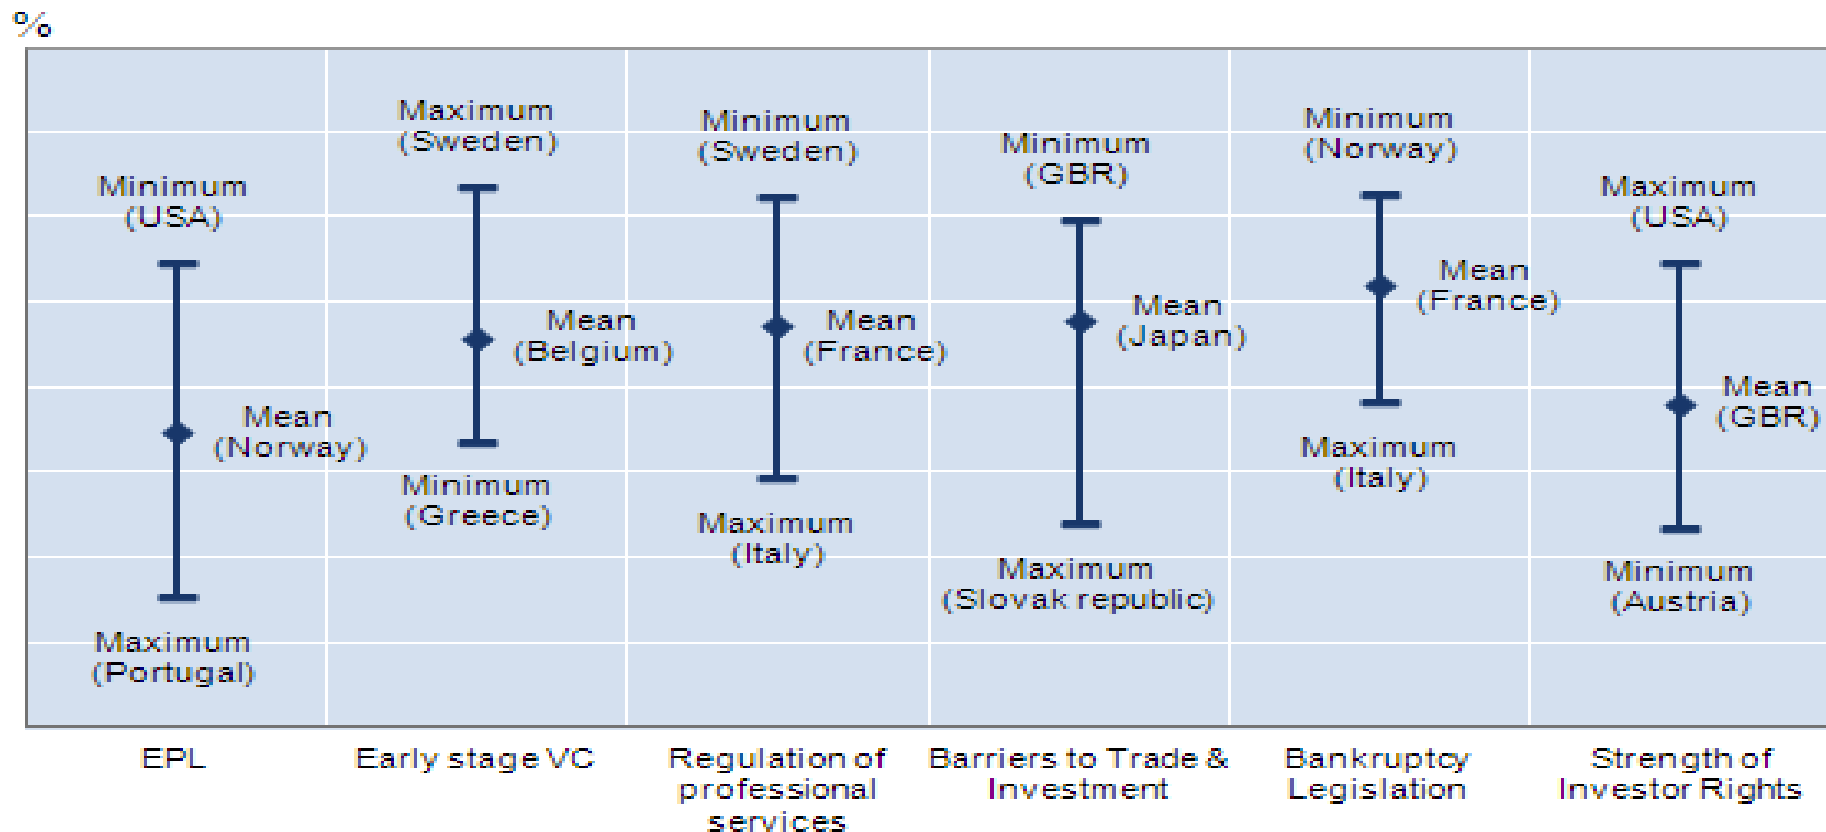 %
Minimum
(USA)
Mean
(Norway)
Maximum
(Portugal)
Maximum
(Sweden)
Mean
(Belgium)
Minimum
(Greece)
Minimum
(Sweden)
Mean
(France)
Maximum
(Italy)
Minimum
(GBR)
Mean
(Japan)
Maximum
(Slovak republic)
Minimum
(Norway)
Mean
(France)
Maximum
(Italy)
Maximum
(USA)
Mean
(GBR)
Minimum
(Austria)
EPL
Early stage VC
Regulation of
professional
services
Barriers to Trade &
Investment
Bankruptcy
Legislation
Strength of
Investor Rights